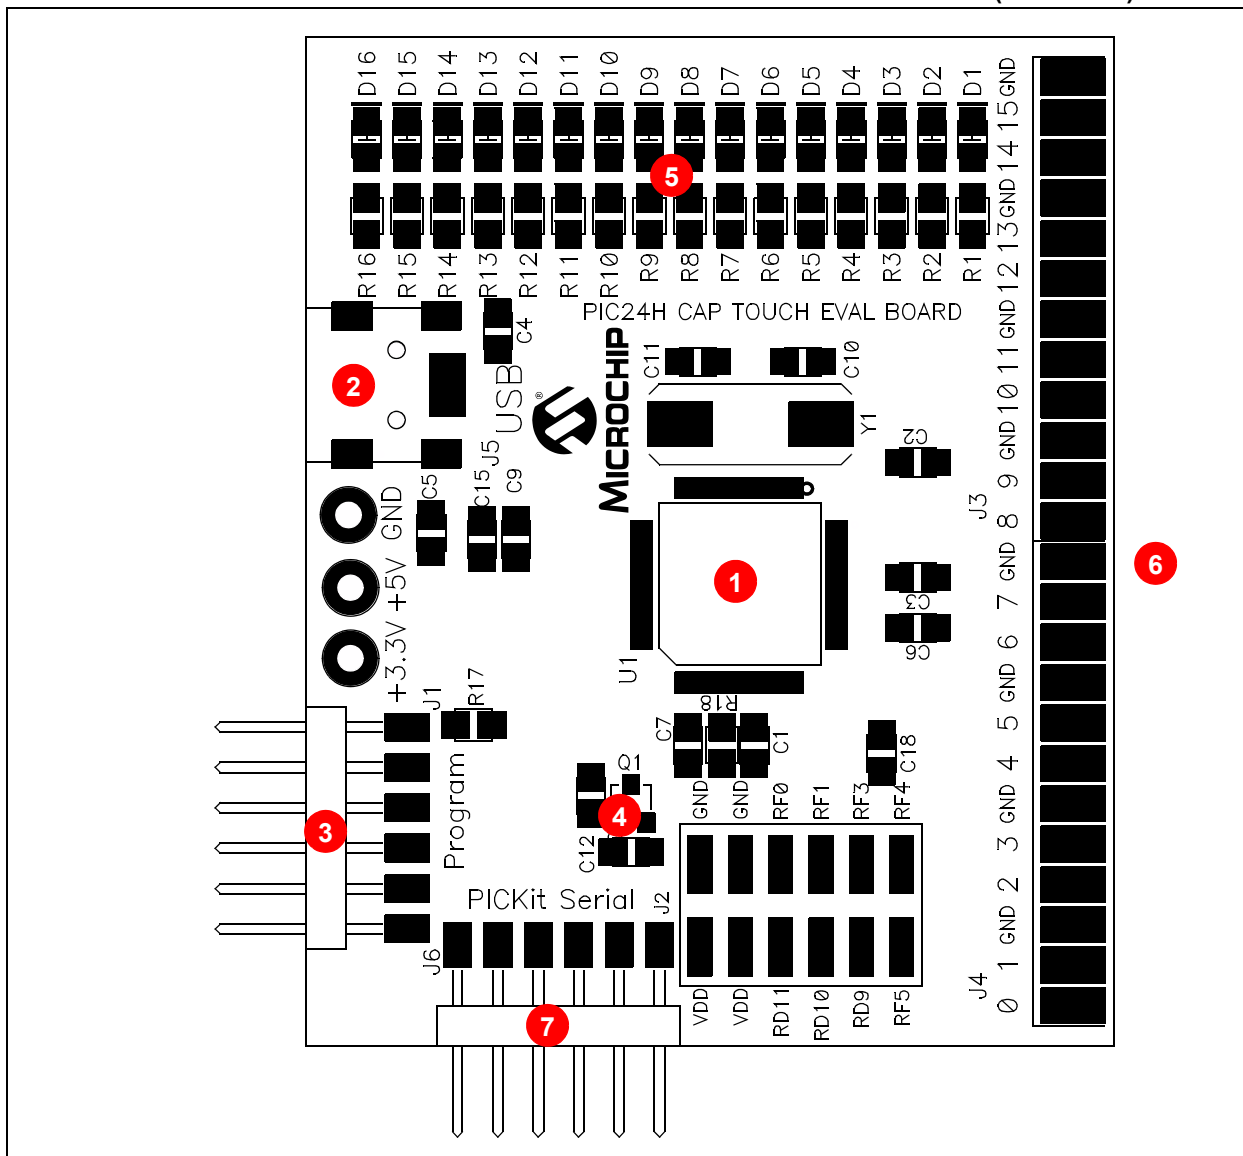 D16 D15 D14 D13 D12 D11 D10 D9 D8 D7 D6 D5 D4 D3 D2 D1
5
R16 R15 R14 R13 R12 R11 R10 R9 R8 R7 R6 R5 R4 R3 R2 R1
PIC24H CAP TOUCH EVAL BOARD
C4
C11
C10
2
USB
®
MICROCHIP
Y1
J5
C2
C5
C15
C9
GND
+5V
+3.3V
1
U1
C3
C6
J1
R17
C7
R18
C1
C18
Program
3
Q1
4
C12
GND GND RF0 RF1 RF3 RF4
PICKit Serial
J2
J6
VDD VDD RD11 RD10 RD9 RF5
7
GND
15
14
GND
13
12
GND
11
10
GND
9
8
J3
GND
7
6
GND
5
4
GND
3
2
GND
1
0
J4
6